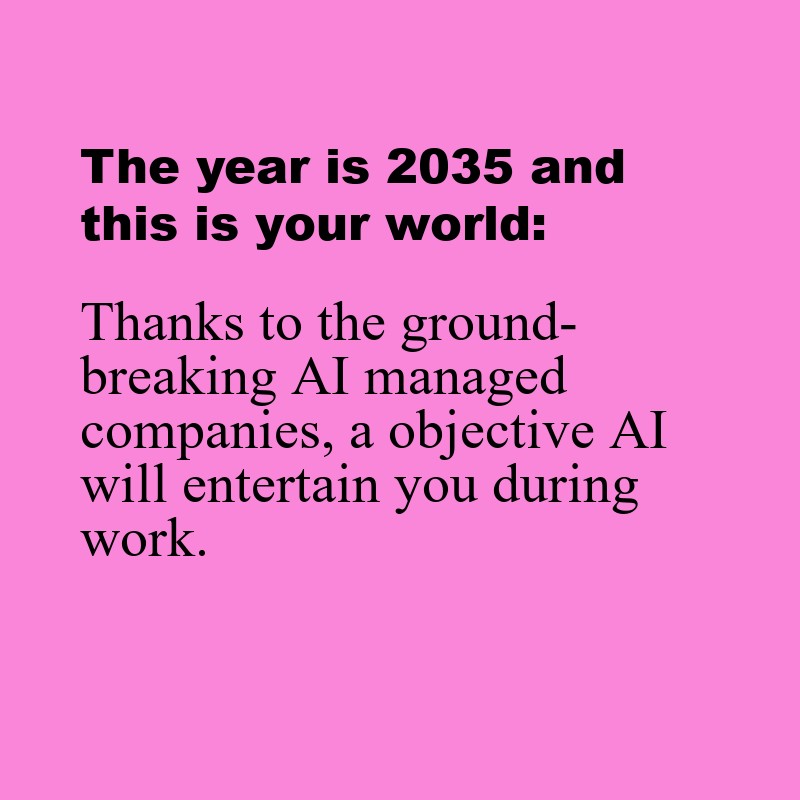 The year is 2035 and
this is your world:
Thanks to the ground-
breaking AI managed
companies, a objective AI
will entertain you during
work.